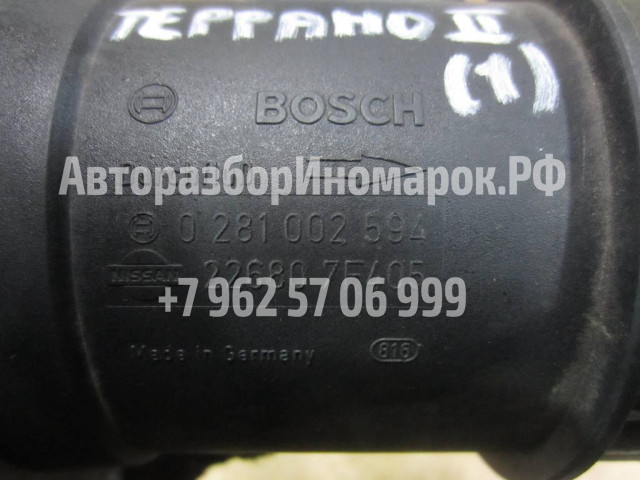 ТЕРРАНО II
(1)
BOSCH
АвторазборИномарок.РФ
0 281 002 594
NISSAN 22680 7F405
+7 962 57 06 999
Made in Germany 816